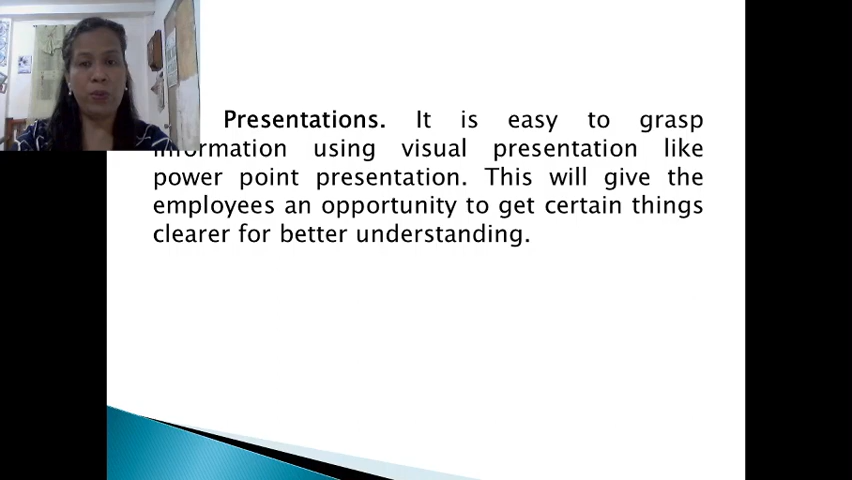 Presentations. It is easy to grasp
information using visual presentation like
power point presentation. This will give the
employees an opportunity to get certain things
clearer for better understanding.